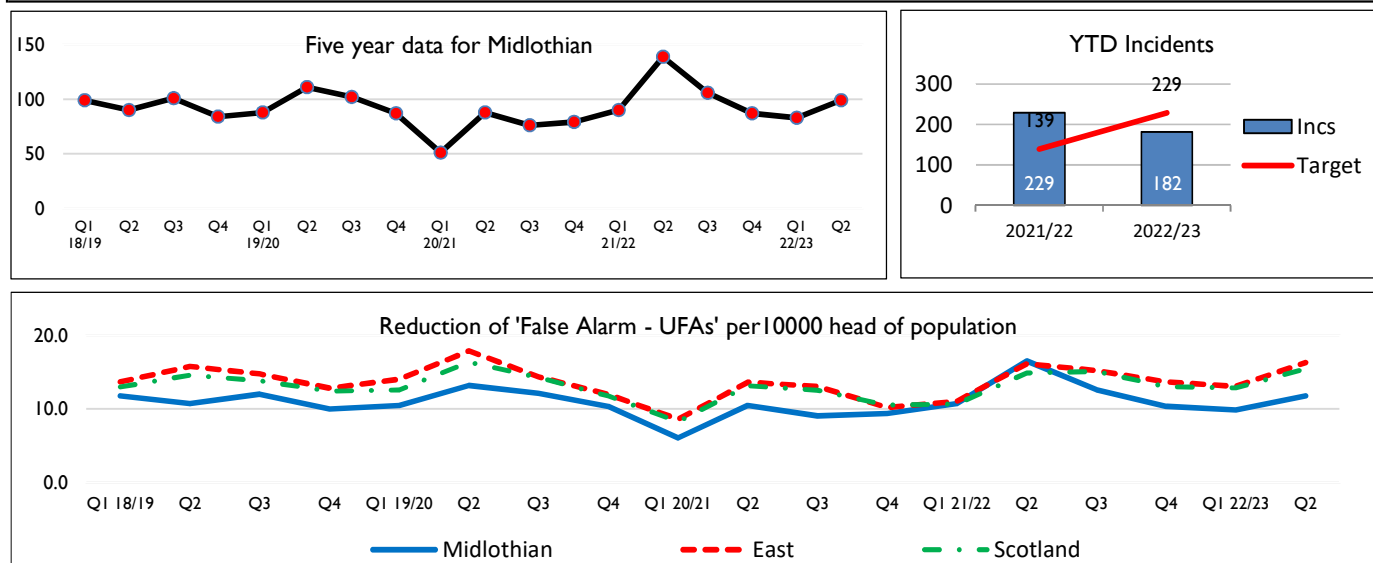 Five year data for Midlothian
150
100
50
0
Q1 Q2 Q3 Q4 Q1 Q2 Q3 Q4 Q1 Q2 Q3 Q4 Q1 Q2 Q3 Q4 Q1 Q2
18/19 19/20 20/21 21/22 22/23
YTD Incidents
300
200
100
0
139
229
229
182
2021/22 2022/23
Incs
Target
Reduction of 'False Alarm - UFAs' per10000 head of population
20.0
10.0
0.0
Q1 18/19 Q2 Q3 Q4 Q1 19/20 Q2 Q3 Q4 Q1 20/21 Q2 Q3 Q4 Q1 21/22 Q2 Q3 Q4 Q1 22/23 Q2
Midlothian East Scotland